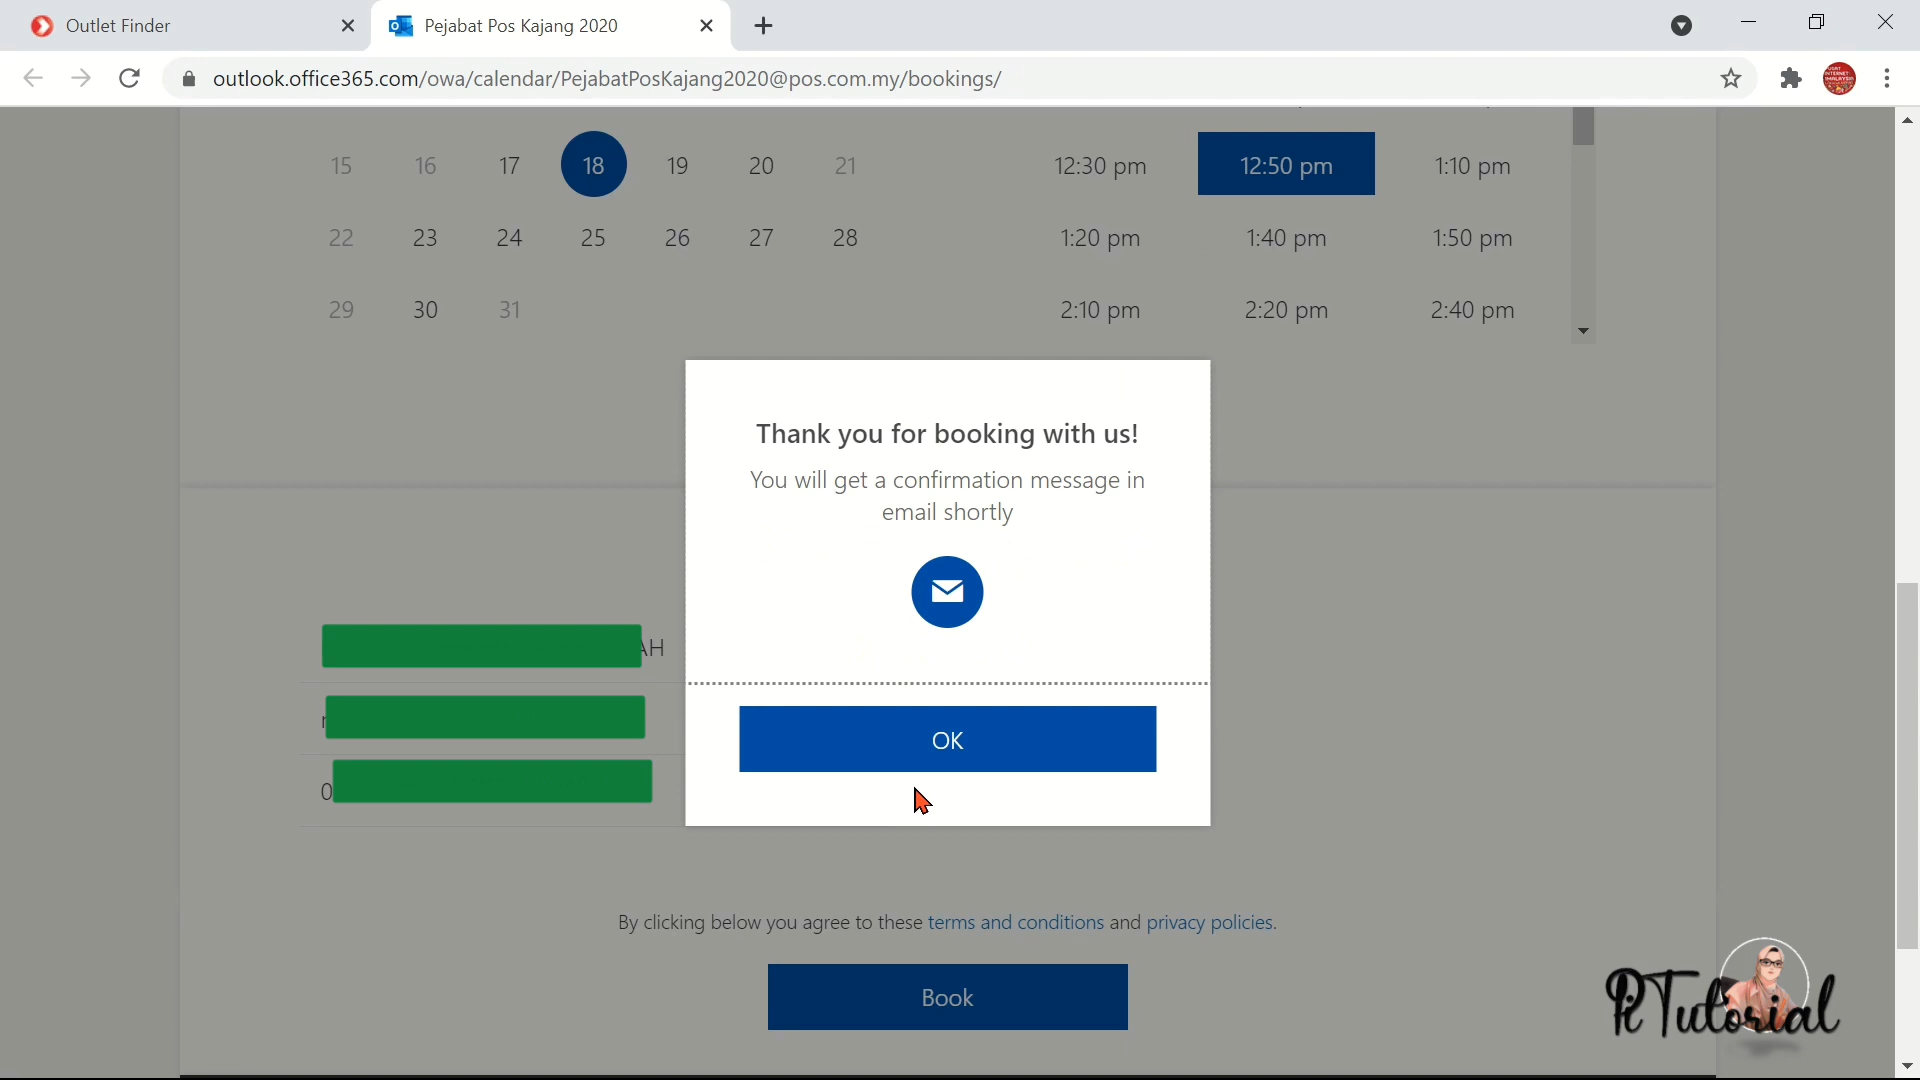 Outlet Finder
Pejabat Pos Kajang 2020
outlook.office365.com/owa/calendar/PejabatPosKajang2020@pos.com.my/bookings/
15 16 17 18 19 20 21
12:30 pm 12:50 pm 1:10 pm
22 23 24 25 26 27 28
1:20 pm 1:40 pm 1:50 pm
29 30 31
2:10 pm 2:20 pm 2:40 pm
Thank you for booking with us!
You will get a confirmation message in
email shortly
AH
0
OK
By clicking below you agree to these terms and conditions and privacy policies.
Book
PiTutorial